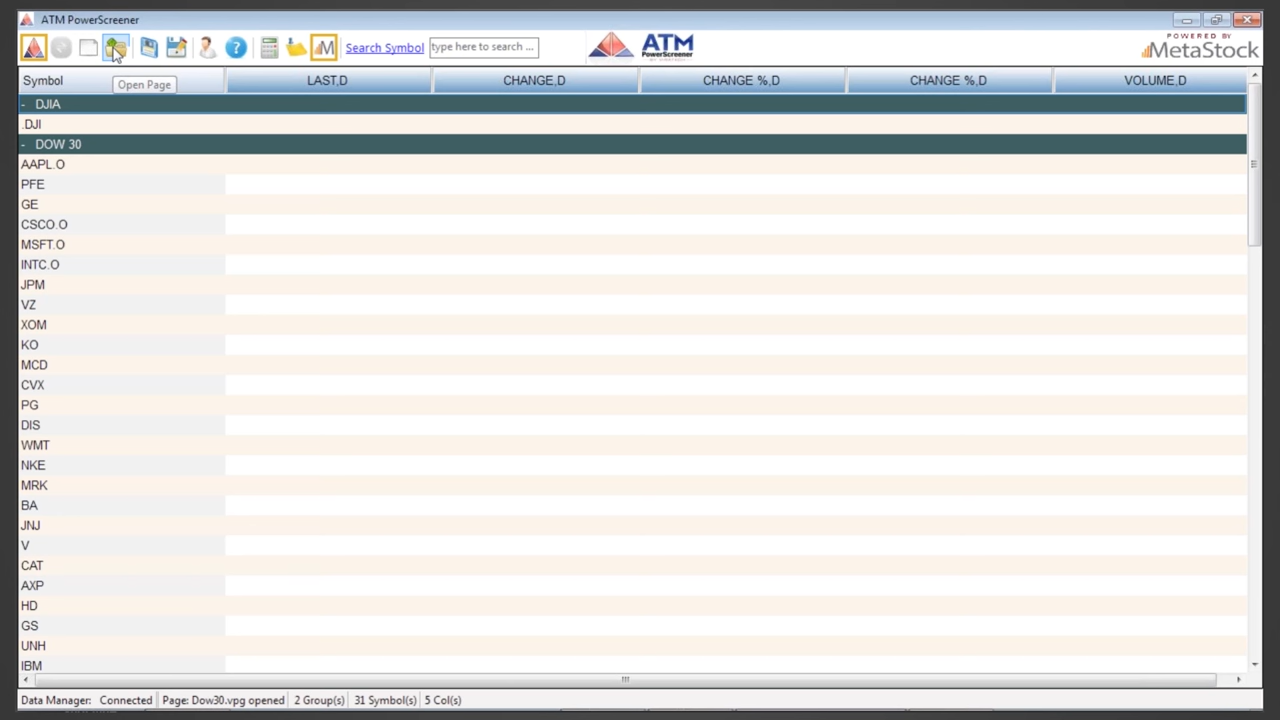 ATM PowerScreener
Search Symbol type here to search ... ATM PowerScreener POWERED BY MetaStock
Open Page
Symbol LAST,D CHANGE,D CHANGE %,D CHANGE %,D VOLUME,D
- DJIA
.DJI
- DOW 30
AAPL.O
PFE
GE
CSCO.O
MSFT.O
INTC.O
JPM
VZ
XOM
KO
MCD
CVX
PG
DIS
WMT
NKE
MRK
BA
JNJ
V
CAT
AXP
HD
GS
UNH
IBM
Data Manager: Connected Page: Dow30.vpg opened 2 Group(s) 31 Symbol(s) 5 Col(s)